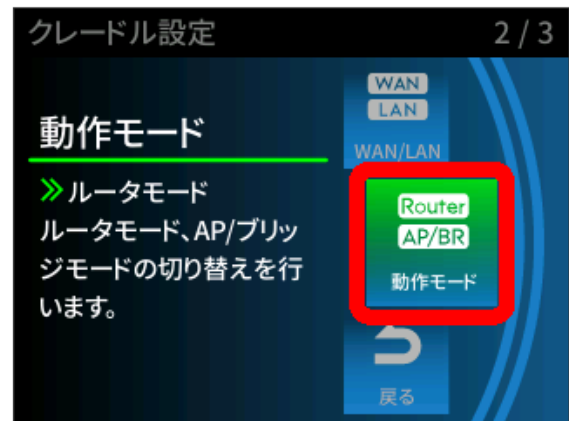 クレードル設定 2 / 3
WAN
LAN
WAN/LAN
動作モード
≫ルータモード
ルータモード、AP/ブリッ
ジモードの切り替えを行
います。
Router
AP/BR
動作モード
戻る